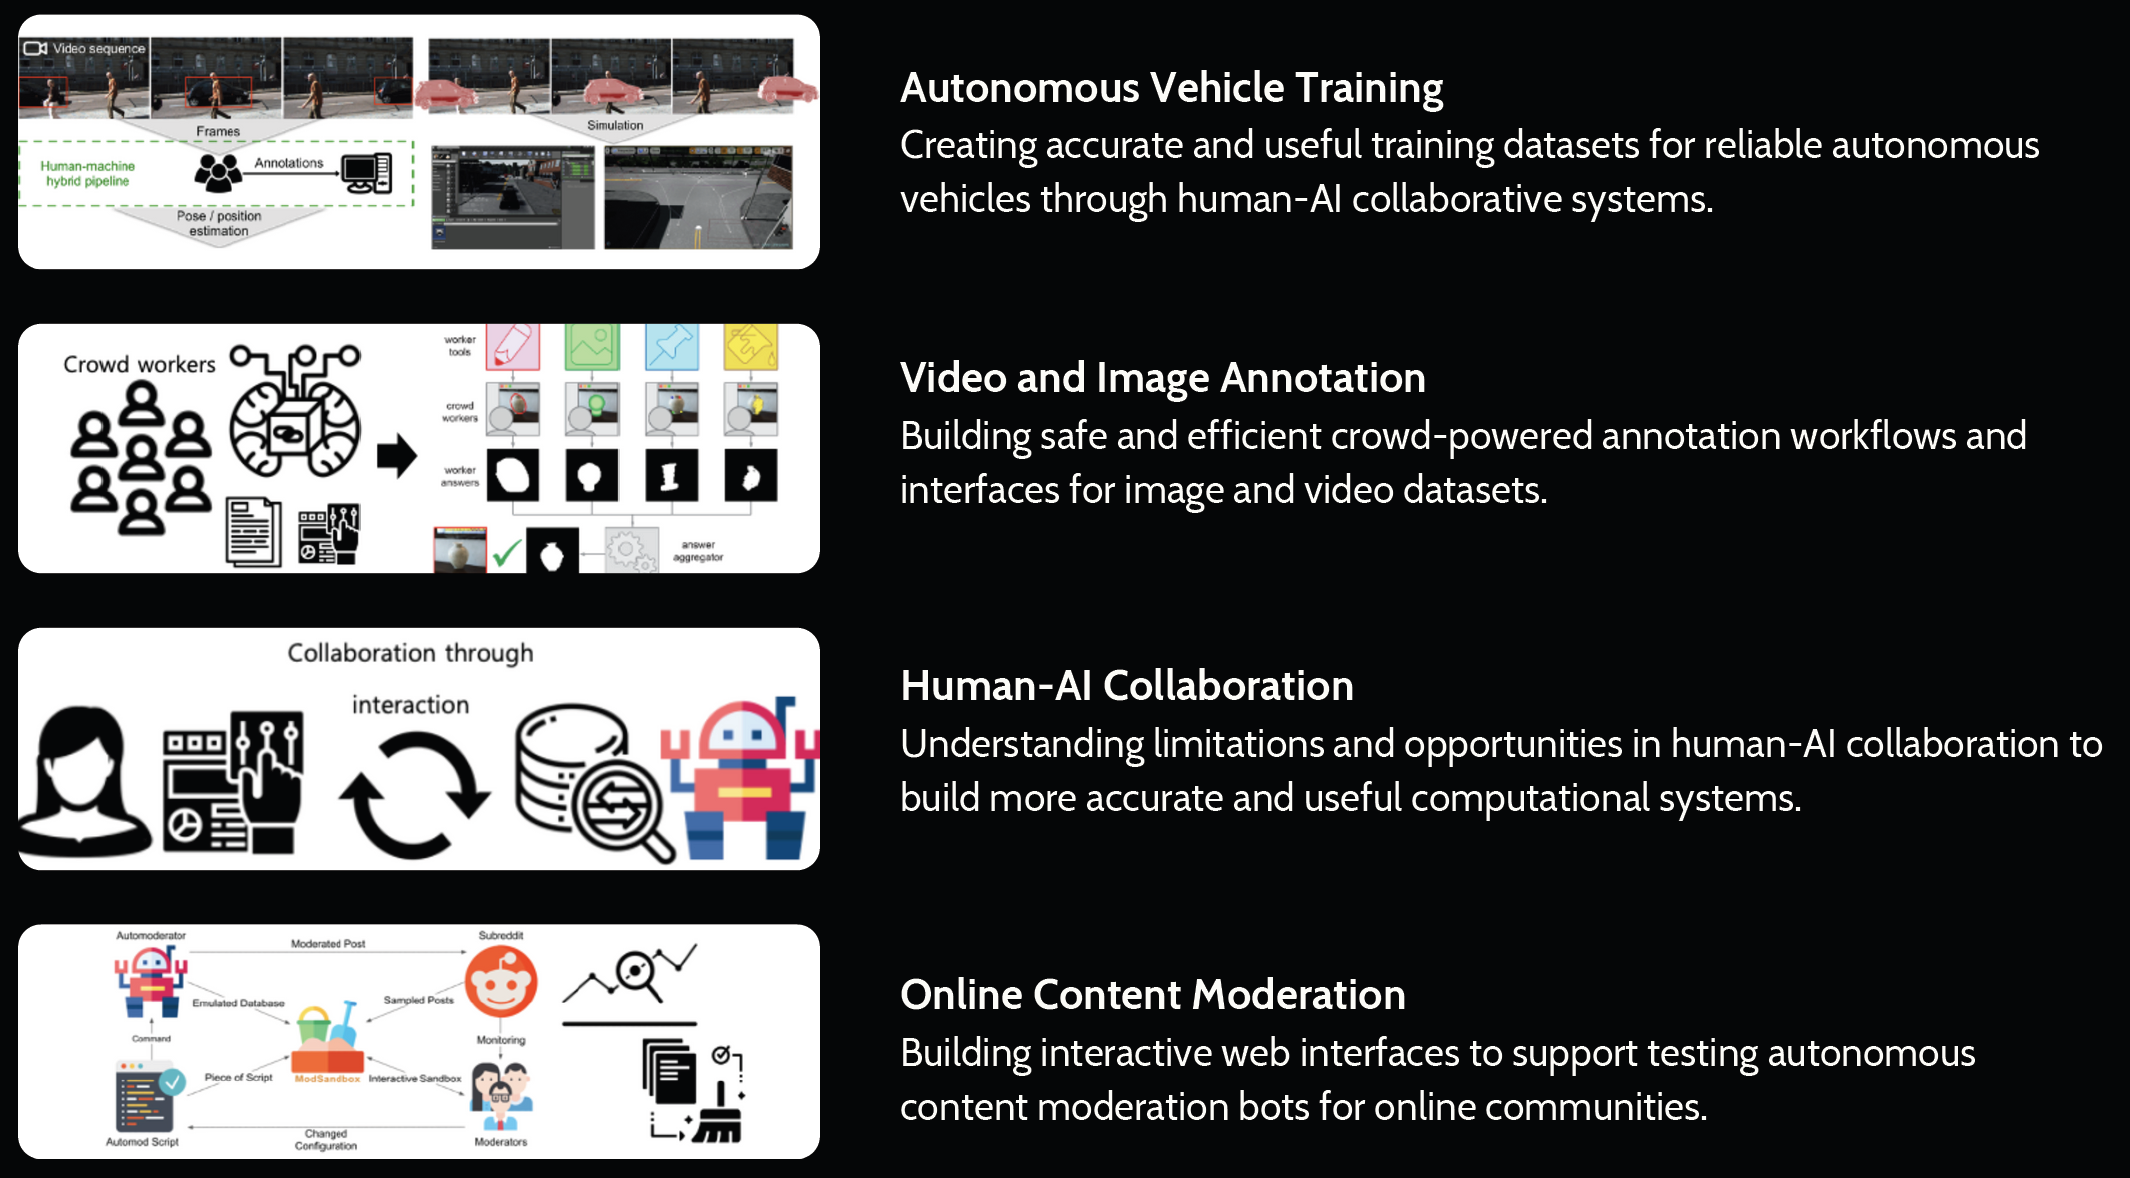 Video sequence
Frames
Human-machine
hybrid pipeline
Annotations
Pose / position
estimation
Simulation
Autonomous Vehicle Training
Creating accurate and useful training datasets for reliable autonomous
vehicles through human-AI collaborative systems.
Crowd workers
worker
tools
crowd
workers
worker
answers
answer
aggregator
Video and Image Annotation
Building safe and efficient crowd-powered annotation workflows and
interfaces for image and video datasets.
Collaboration through
interaction
Human-AI Collaboration
Understanding limitations and opportunities in human-AI collaboration to
build more accurate and useful computational systems.
Automoderator
Moderated Post
Subreddit
Emulated Database
Sampled Posts
Command
Monitoring
Piece of Script
ModSandbox
Interactive Sandbox
Automod Script
Changed
Configuration
Moderators
Online Content Moderation
Building interactive web interfaces to support testing autonomous
content moderation bots for online communities.